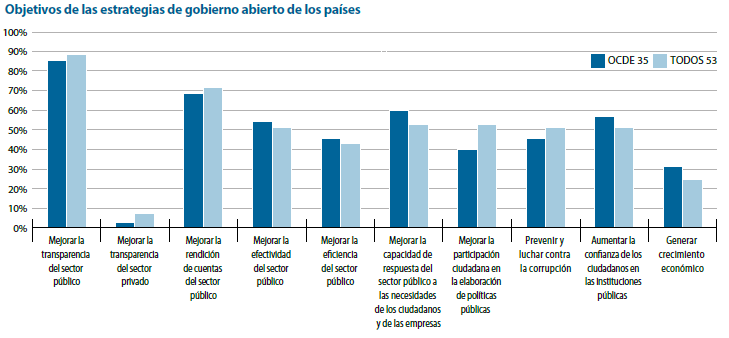 Objetivos de las estrategias de gobierno abierto de los países
100%
90%
80%
70%
60%
50%
40%
30%
20%
10%
0%
OCDE 35
TODOS 53
Mejorar la
transparencia
del sector
público
Mejorar la
transparencia
del sector
privado
Mejorar la
rendición
de cuentas
del sector
público
Mejorar la
efectividad
del sector
público
Mejorar la
eficiencia
del sector
público
Mejorar la
capacidad de
respuesta del
sector público a
las necesidades
de los ciudadanos
y de las empresas
Mejorar la
participación
ciudadana en
la elaboración
de políticas
públicas
Prevenir y
luchar contra
la corrupción
Aumentar la
confianza de los
ciudadanos en
las instituciones
públicas
Generar
crecimiento
económico